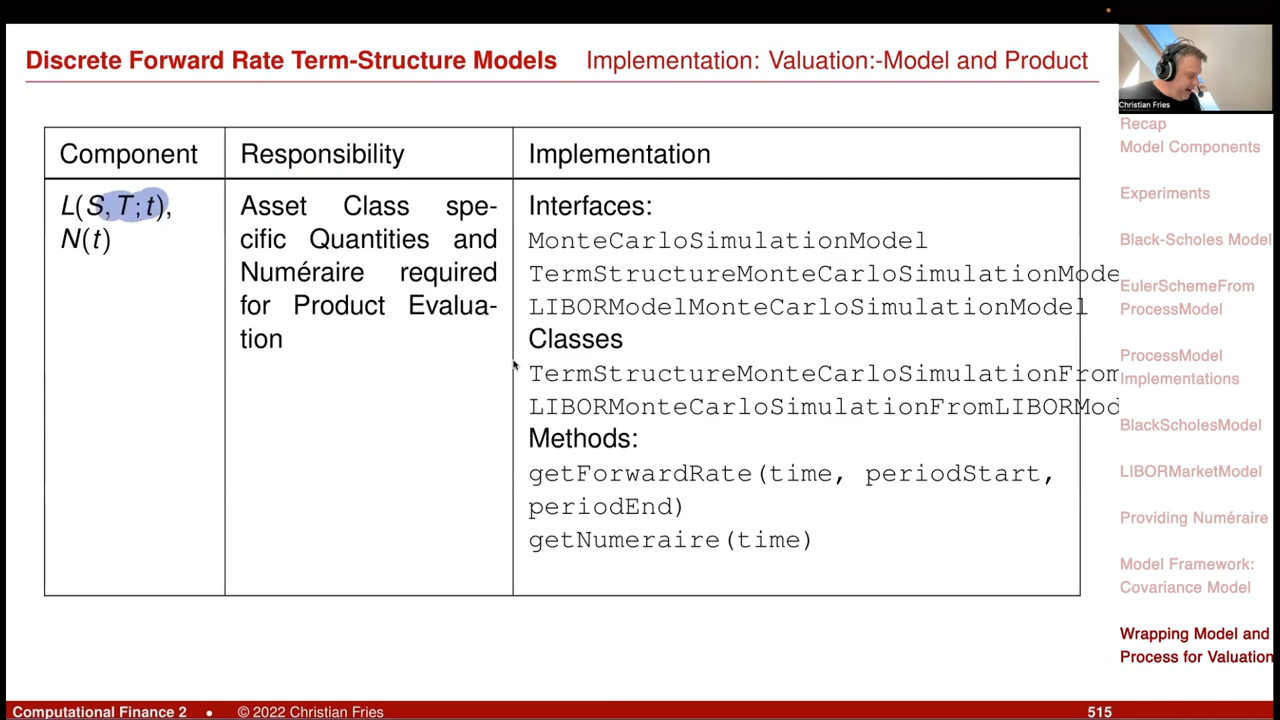 Discrete Forward Rate Term-Structure Models Implementation: Valuation:-Model and Product
Christian Fries
Component Responsibility Implementation
L(S, T; t),
N(t)
Asset Class spe-
cific Quantities and
Numéraire required
for Product Evalua-
tion
Interfaces:
MonteCarloSimulationModel
TermStructureMonteCarloSimulationMode
LIBORModelMonteCarloSimulationModel
Classes
TermStructureMonteCarloSimulationFrom
LIBORMonteCarloSimulationFromLIBORMod
Methods:
getForwardRate(time, periodStart,
periodEnd)
getNumeraire(time)
Recap
Model Components
Experiments
Black-Scholes Model
EulerSchemeFrom
ProcessModel
ProcessModel
Implementations
BlackScholesModel
LIBORMarketModel
Providing Numéraire
Model Framework:
Covariance Model
Wrapping Model and
Process for Valuation
Computational Finance 2 • © 2022 Christian Fries 515